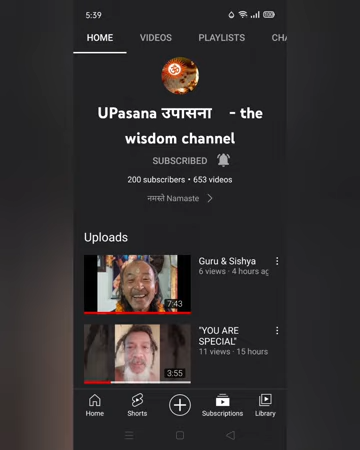 5:39
HOME VIDEOS PLAYLISTS CHA
ॐ
UPasana उपासना - the
wisdom channel
SUBSCRIBED
200 subscribers • 653 videos
नमस्ते Namaste
Uploads
Guru & Sishya
6 views · 4 hours ag
7:43
"YOU ARE
SPECIAL"
11 views · 15 hours
3:55
Home Shorts Subscriptions Library